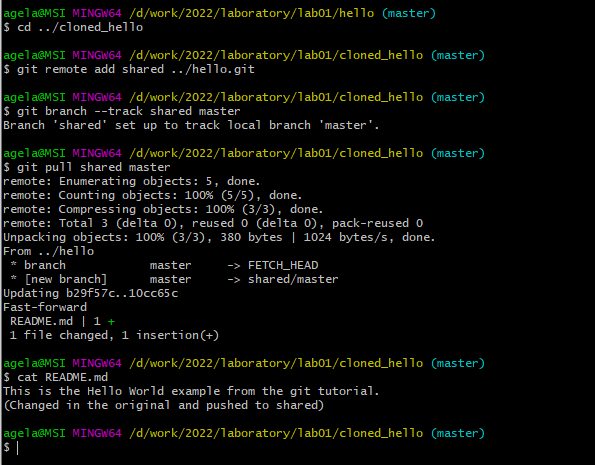 agela@MSI MINGW64 /d/work/2022/laboratory/lab01/hello (master)
$ cd ../cloned_hello
agela@MSI MINGW64 /d/work/2022/laboratory/lab01/cloned_hello (master)
$ git remote add shared ../hello.git
agela@MSI MINGW64 /d/work/2022/laboratory/lab01/cloned_hello (master)
$ git branch --track shared master
Branch 'shared' set up to track local branch 'master'.
agela@MSI MINGW64 /d/work/2022/laboratory/lab01/cloned_hello (master)
$ git pull shared master
remote: Enumerating objects: 5, done.
remote: Counting objects: 100% (5/5), done.
remote: Compressing objects: 100% (3/3), done.
remote: Total 3 (delta 0), reused 0 (delta 0), pack-reused 0
Unpacking objects: 100% (3/3), 380 bytes | 1024 bytes/s, done.
From ../hello
 * branch            master     -> FETCH_HEAD
 * [new branch]      master     -> shared/master
Updating b29f57c..10cc65c
Fast-forward
 README.md | 1 +
 1 file changed, 1 insertion(+)
agela@MSI MINGW64 /d/work/2022/laboratory/lab01/cloned_hello (master)
$ cat README.md
This is the Hello World example from the git tutorial.
(Changed in the original and pushed to shared)
agela@MSI MINGW64 /d/work/2022/laboratory/lab01/cloned_hello (master)
$